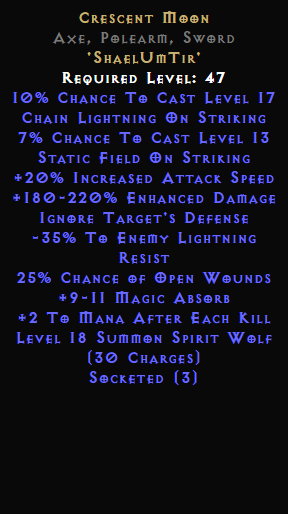 Crescent Moon
Axe, Polearm, Sword
'ShaelUmTir'
Required Level: 47
10% Chance To Cast Level 17
Chain Lightning On Striking
7% Chance To Cast Level 13
Static Field On Striking
+20% Increased Attack Speed
+180-220% Enhanced Damage
Ignore Target's Defense
-35% To Enemy Lightning
Resist
25% Chance of Open Wounds
+9-11 Magic Absorb
+2 To Mana After Each Kill
Level 18 Summon Spirit Wolf
(30 Charges)
Socketed (3)